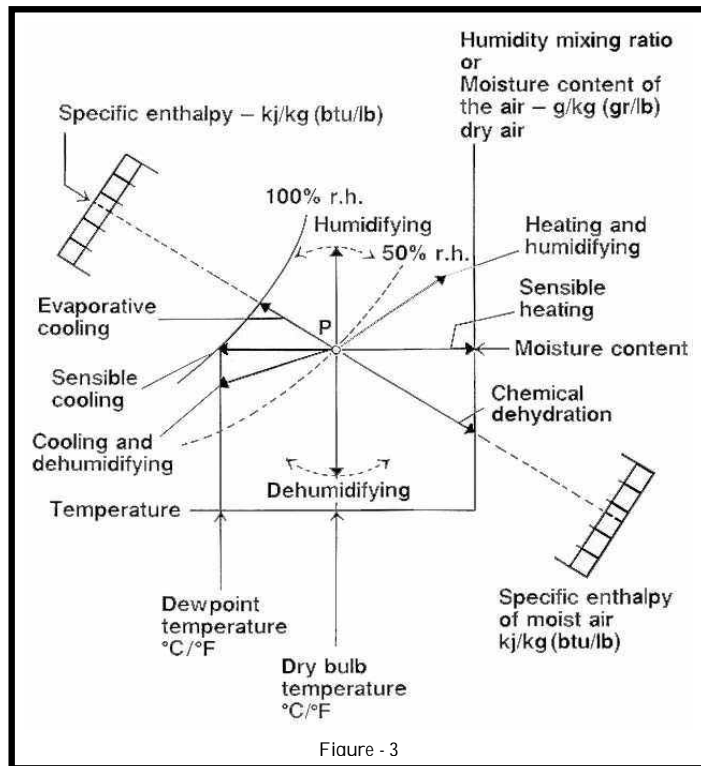 Humidity mixing ratio
or
Moisture content of
the air – g/kg (gr/lb)
dry air
Specific enthalpy – kj/kg (btu/lb)
100% r.h.
Humidifying
50% r.h.
Heating and
humidifying
Evaporative
cooling
P
Sensible
heating
Moisture content
Sensible
cooling
Chemical
dehydration
Cooling and
dehumidifying
Dehumidifying
Temperature
Dewpoint
temperature
°C/°F
Dry bulb
temperature
°C/°F
Specific enthalpy
of moist air
kj/kg (btu/lb)
Figure - 3